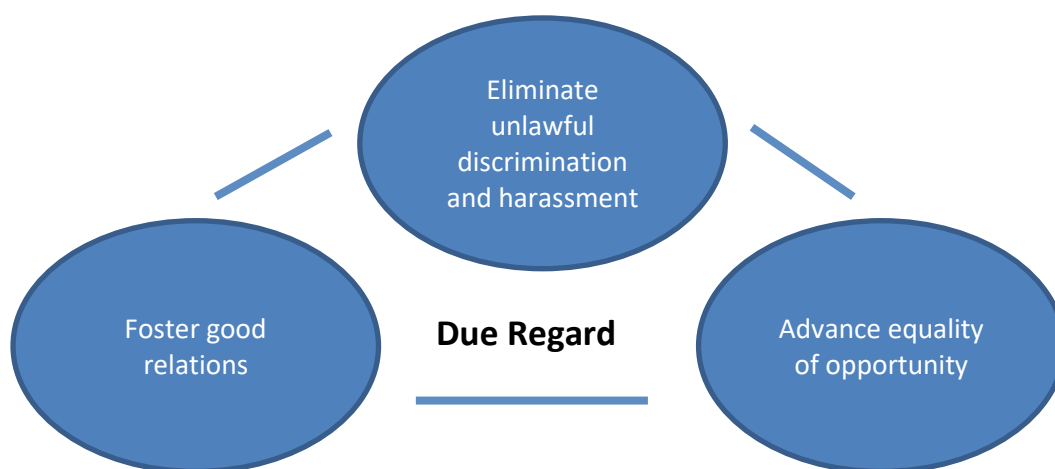 Eliminate
unlawful
discrimination
and harassment
Foster good
relations
Due Regard
Advance equality
of opportunity